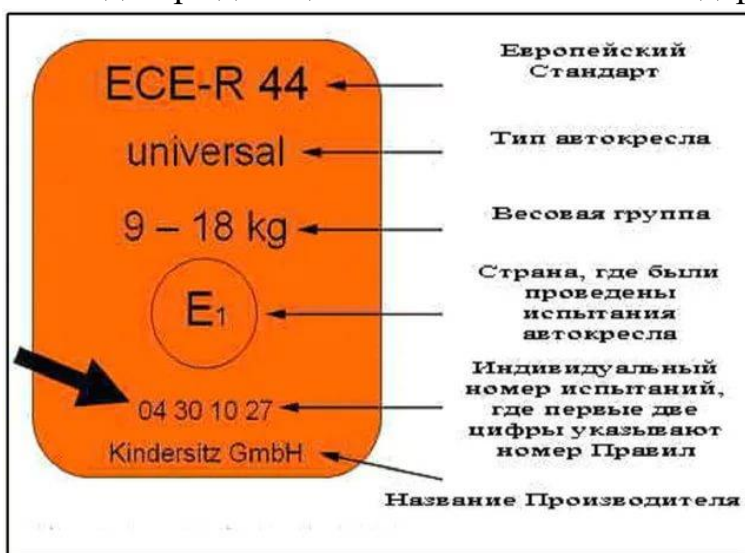 ECE-R 44
Европейский
Стандарт
universal
Тип автокресла
9 – 18 kg
Весовая группа
E1
Страна, где были
проведены
испытания
автокресла
04 30 10 27
Индивидуальный
номер испытаний,
где первые две
цифры указывают
номер Правил
Kindersitz GmbH
Название Производителя